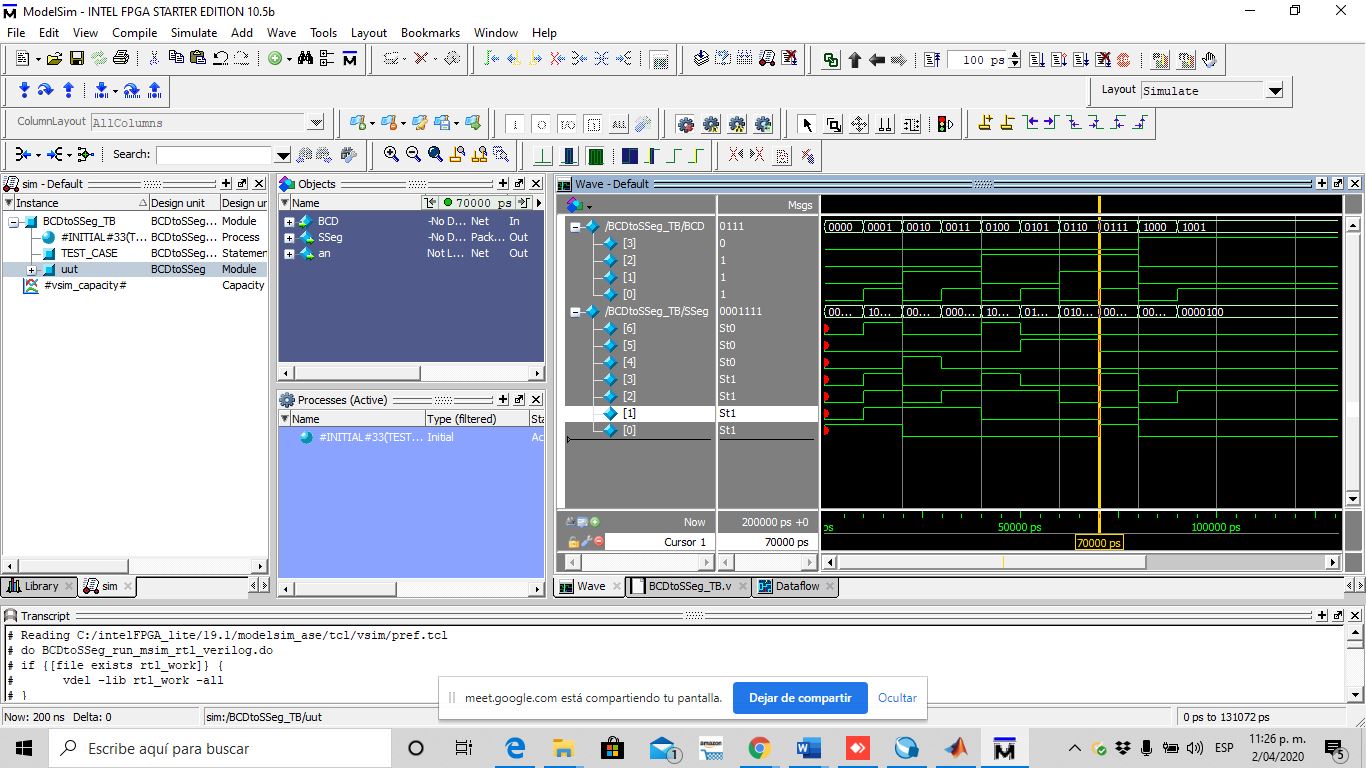 ModelSim - INTEL FPGA STARTER EDITION 10.5b
File Edit View Compile Simulate Add Wave Tools Layout Bookmarks Window Help
100 ps
Layout Simulate
ColumnLayout AllColumns
Search:
sim - Default
Instance Design unit Design ur
BCDtoSSeg_TB BCDtoSSeg... Module
#INITIAL#33(T... BCDtoSSeg... Process
TEST_CASE BCDtoSSeg... Statemer
uut BCDtoSSeg Module
#vsim_capacity# Capacity
Library sim
Objects
Name 70000 ps
BCD -No D... Net In
SSeg -No D... Pack... Out
an Not L... Net Out
Processes (Active)
Name Type (filtered) Sta
#INITIAL#33(TEST... Initial Ac
Wave - Default
Msgs
/BCDtoSSeg_TB/BCD 0111 0000 0001 0010 0011 0100 0101 0110 0111 1000 1001
[3] 0
[2] 1
[1] 1
[0] 1
/BCDtoSSeg_TB/SSeg 0001111 00... 10... 00... 000... 10... 01... 010... 00... 00... 0000100
[6] St0
[5] St0
[4] St0
[3] St1
[2] St1
[1] St1
[0] St1
Now 200000 ps +0 ps 50000 ps 100000 ps
Cursor 1 70000 ps 70000 ps
Wave BCDtoSSeg_TB.v Dataflow
Transcript
# Reading C:/intelFPGA_lite/19.1/modelsim_ase/tcl/vsim/pref.tcl
# do BCDtoSSeg_run_msim_rtl_verilog.do
# if {[file exists rtl_work]} {
# vdel -lib rtl_work -all
# }
meet.google.com está compartiendo tu pantalla. Dejar de compartir Ocultar
Now: 200 ns Delta: 0 sim:/BCDtoSSeg_TB/uut 0 ps to 131072 ps
Escribe aquí para buscar
1
amazon
ESP
11:26 p. m.
2/04/2020
5